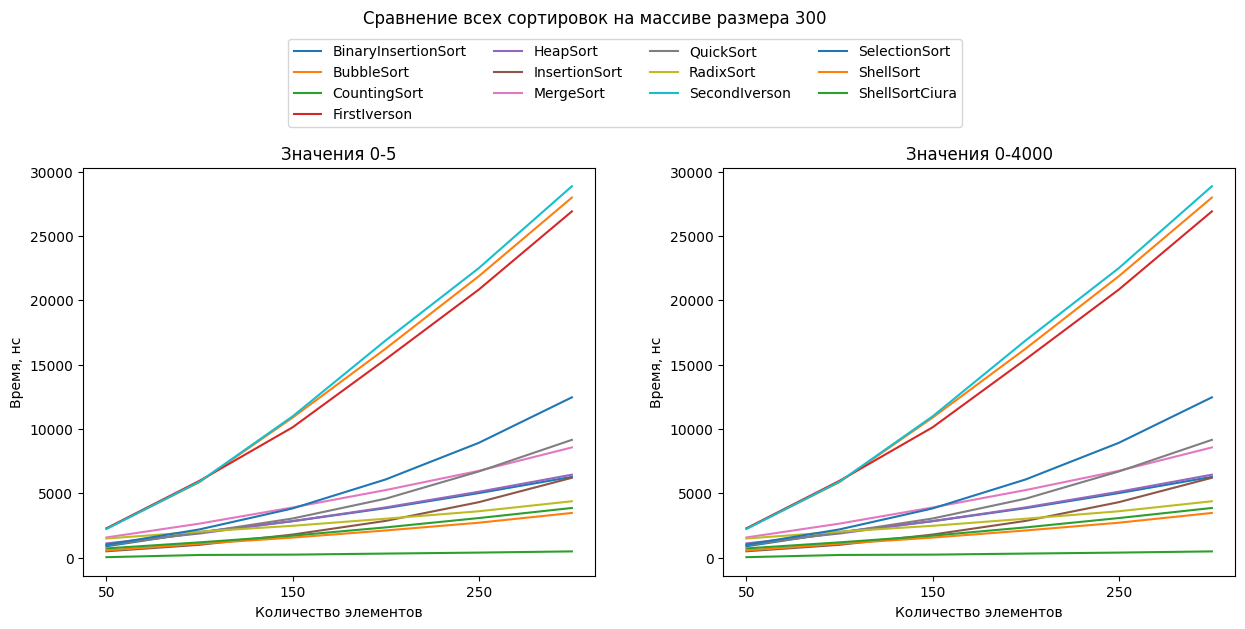 Сравнение всех сортировок на массиве размера 300
BinaryInsertionSort HeapSort QuickSort SelectionSort
BubbleSort InsertionSort RadixSort ShellSort
CountingSort MergeSort SecondIverson ShellSortCiura
FirstIverson
Значения 0-5
30000
25000
20000
15000
10000
5000
0
Время, нс
50 150 250
Количество элементов
Значения 0-4000
30000
25000
20000
15000
10000
5000
0
Время, нс
50 150 250
Количество элементов